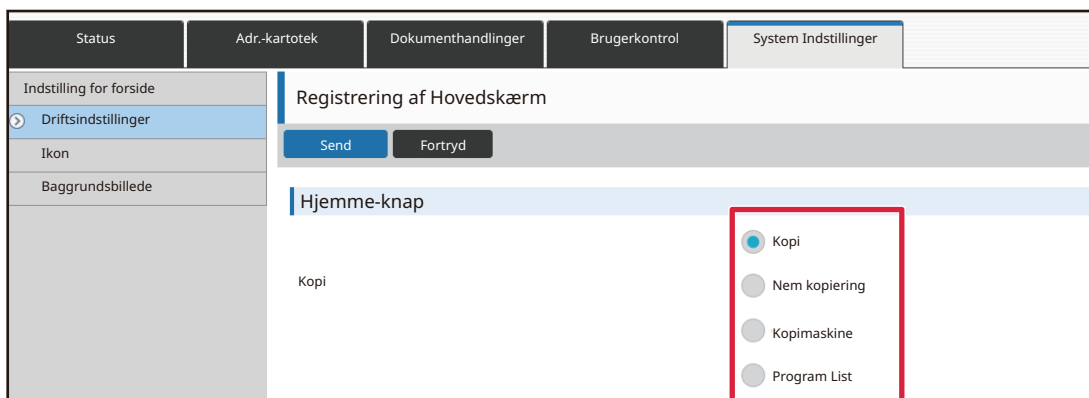 Status
Adr.-kartotek
Dokumenthandlinger
Brugerkontrol
System Indstillinger
Indstilling for forside
Driftsindstillinger
Ikon
Baggrundsbillede
Registrering af Hovedskærm
Send
Fortryd
Hjemme-knap
Kopi
Kopi
Nem kopiering
Kopimaskine
Program List